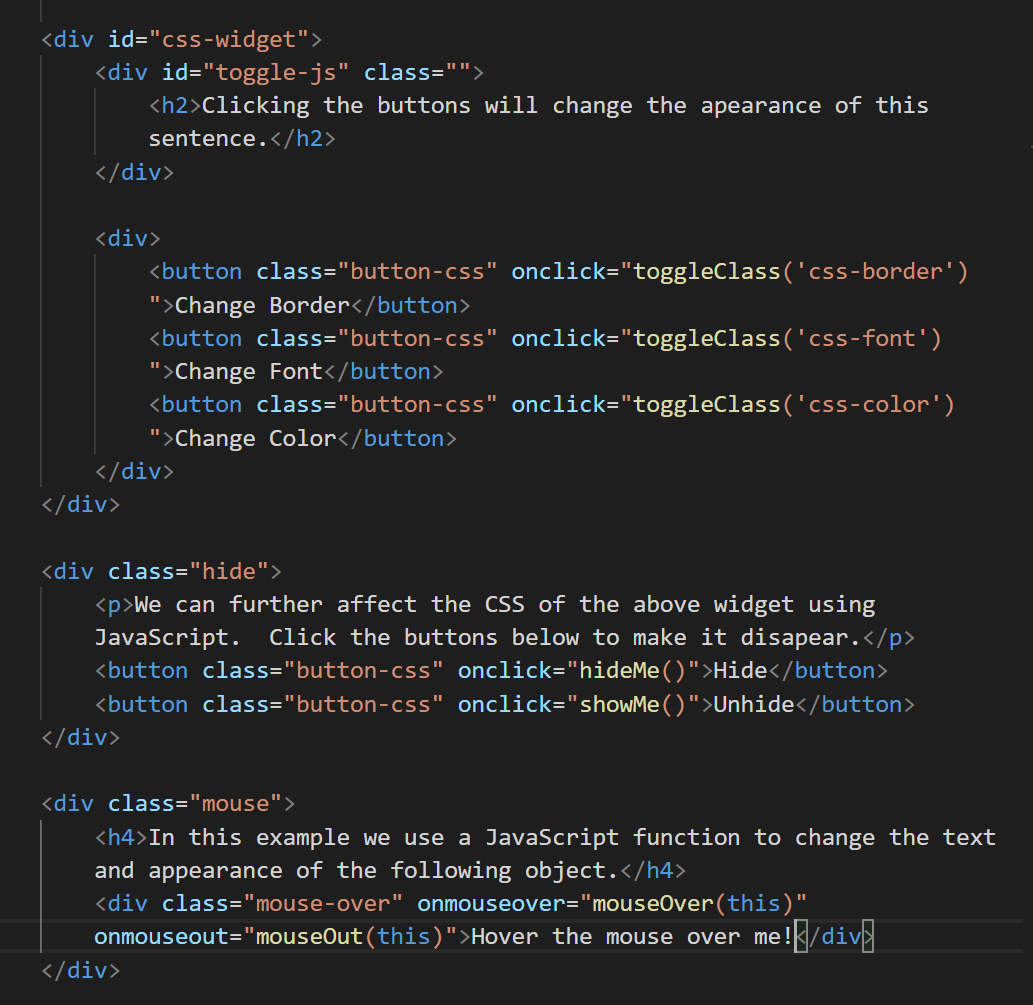 <div id="css-widget">
    <div id="toggle-js" class="">
        <h2>Clicking the buttons will change the apearance of this
        sentence.</h2>
    </div>

    <div>
        <button class="button-css" onclick="toggleClass('css-border')
        ">Change Border</button>
        <button class="button-css" onclick="toggleClass('css-font')
        ">Change Font</button>
        <button class="button-css" onclick="toggleClass('css-color')
        ">Change Color</button>
    </div>
</div>

<div class="hide">
    <p>We can further affect the CSS of the above widget using
    JavaScript.  Click the buttons below to make it disapear.</p>
    <button class="button-css" onclick="hideMe()">Hide</button>
    <button class="button-css" onclick="showMe()">Unhide</button>
</div>

<div class="mouse">
    <h4>In this example we use a JavaScript function to change the text
    and appearance of the following object.</h4>
    <div class="mouse-over" onmouseover="mouseOver(this)"
    onmouseout="mouseOut(this)">Hover the mouse over me!</div>
</div>